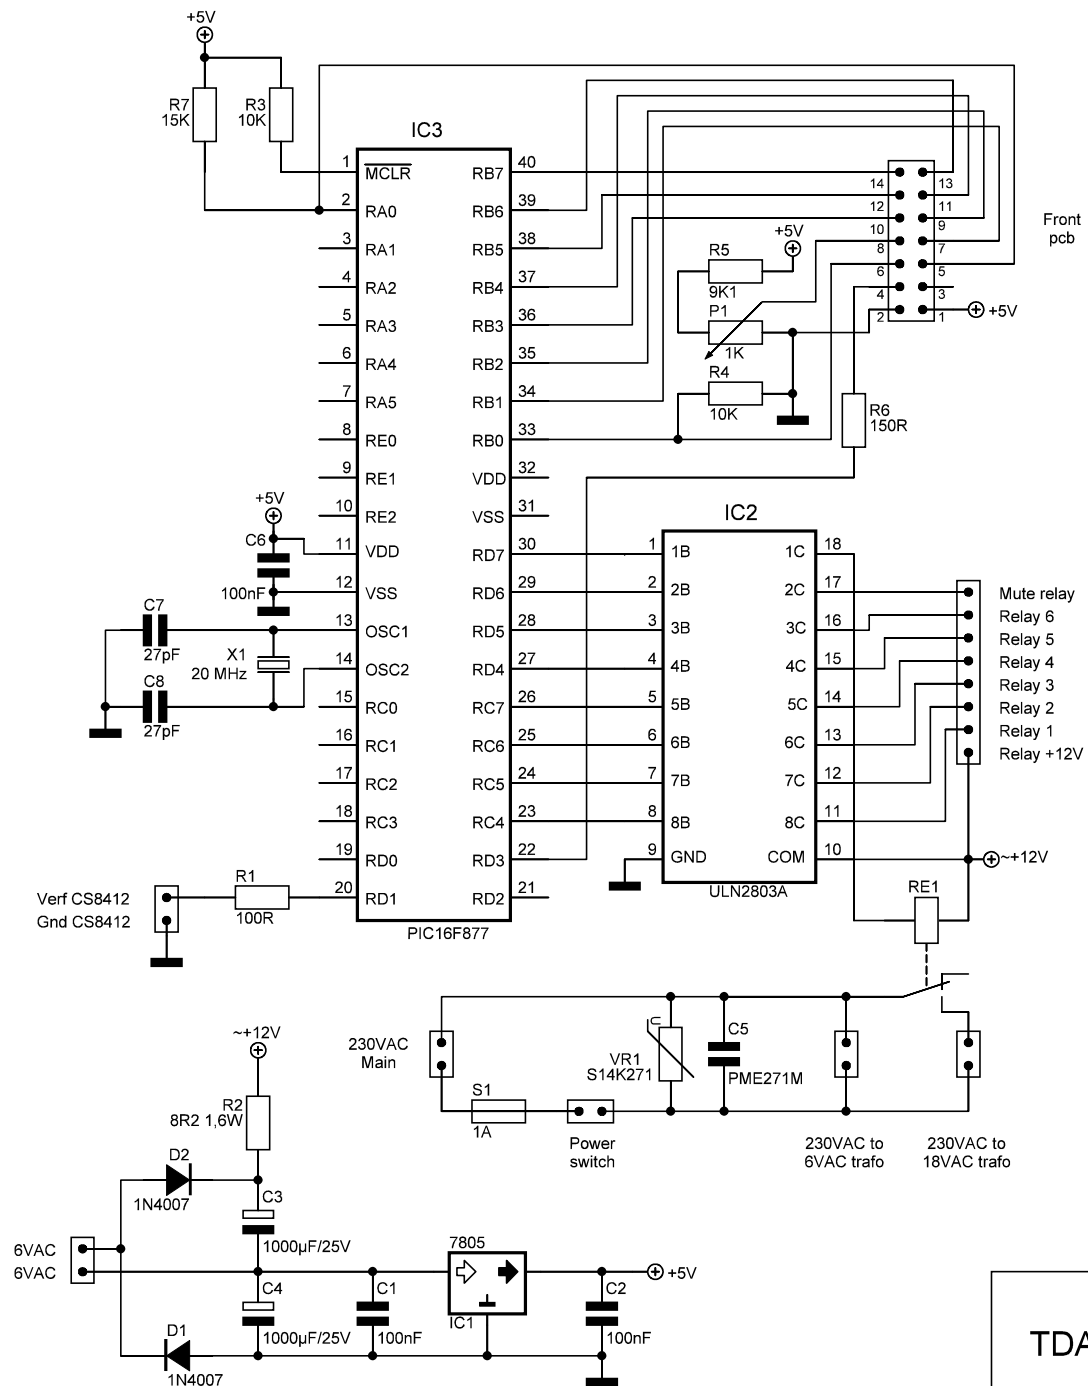 +5V
R7
15K
R3
10K
IC3
1
MCLR
RB7
40
2
RA0
RB6
39
3
RA1
RB5
38
4
RA2
RB4
37
5
RA3
RB3
36
6
RA4
RB2
35
7
RA5
RB1
34
8
RE0
RB0
33
9
RE1
VDD
32
10
RE2
VSS
31
11
VDD
RD7
30
12
VSS
RD6
29
13
OSC1
RD5
28
14
OSC2
RD4
27
15
RC0
RC7
26
16
RC1
RC6
25
17
RC2
RC5
24
18
RC3
RC4
23
19
RD0
RD3
22
20
RD1
RD2
21
PIC16F877
14
13
12
11
10
9
8
7
6
5
4
3
2
1
Front
pcb
+5V
+5V
R5
9K1
P1
1K
R4
10K
R6
150R
+5V
C6
100nF
C7
27pF
X1
20 MHz
C8
27pF
IC2
1
1B
1C
18
2
2B
2C
17
3
3B
3C
16
4
4B
4C
15
5
5B
5C
14
6
6B
6C
13
7
7B
7C
12
8
8B
8C
11
9
GND
COM
10
ULN2803A
Mute relay
Relay 6
Relay 5
Relay 4
Relay 3
Relay 2
Relay 1
Relay +12V
~+12V
RE1
Verf CS8412
Gnd CS8412
R1
100R
230VAC
Main
S1
1A
Power
switch
VR1
S14K271
U
C5
PME271M
230VAC to
6VAC trafo
230VAC to
18VAC trafo
~+12V
R2
8R2 1,6W
D2
1N4007
C3
1000µF/25V
6VAC
6VAC
C4
1000µF/25V
D1
1N4007
C1
100nF
7805
IC1
C2
100nF
+5V
TDA